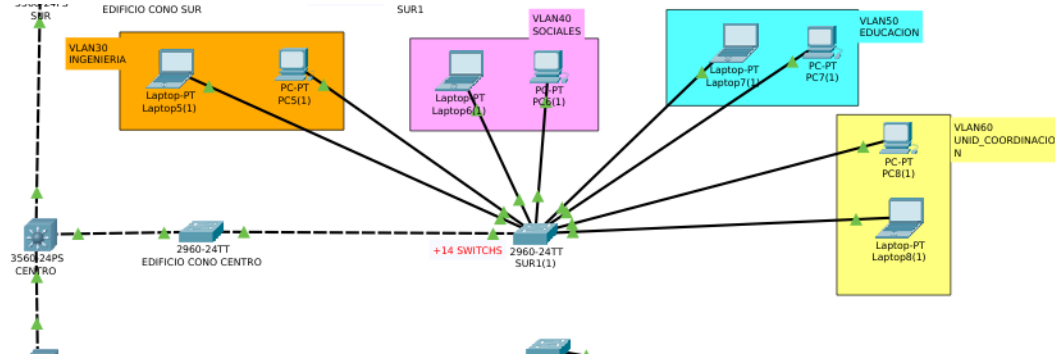 SUR
EDIFICIO CONO SUR
SUR1
VLAN30
INGENIERIA
Laptop-PT
Laptop5(1)
PC-PT
PC5(1)
VLAN40
SOCIALES
Laptop-PT
Laptop6(1)
PC-PT
PC6(1)
VLAN50
EDUCACION
Laptop-PT
Laptop7(1)
PC-PT
PC7(1)
VLAN60
UNID_COORDINACIO
N
PC-PT
PC8(1)
Laptop-PT
Laptop8(1)
3560-24PS
CENTRO
2960-24TT
EDIFICIO CONO CENTRO
+14 SWITCHS
2960-24TT
SUR1(1)